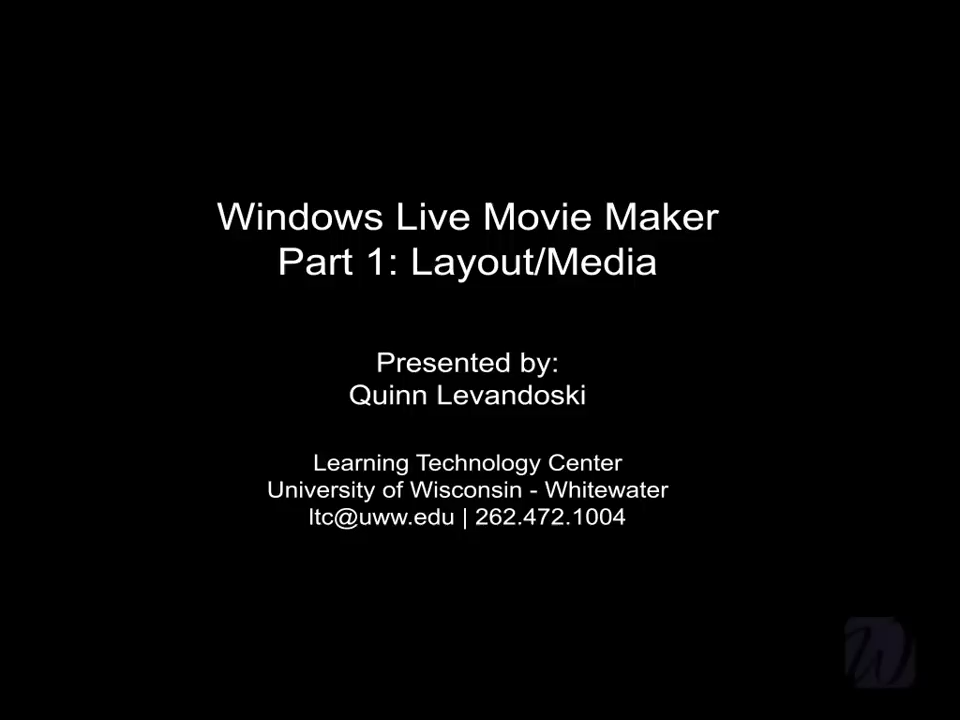 Windows Live Movie Maker
Part 1: Layout/Media
Presented by:
Quinn Levandoski
Learning Technology Center
University of Wisconsin - Whitewater
ltc@uww.edu | 262.472.1004
W